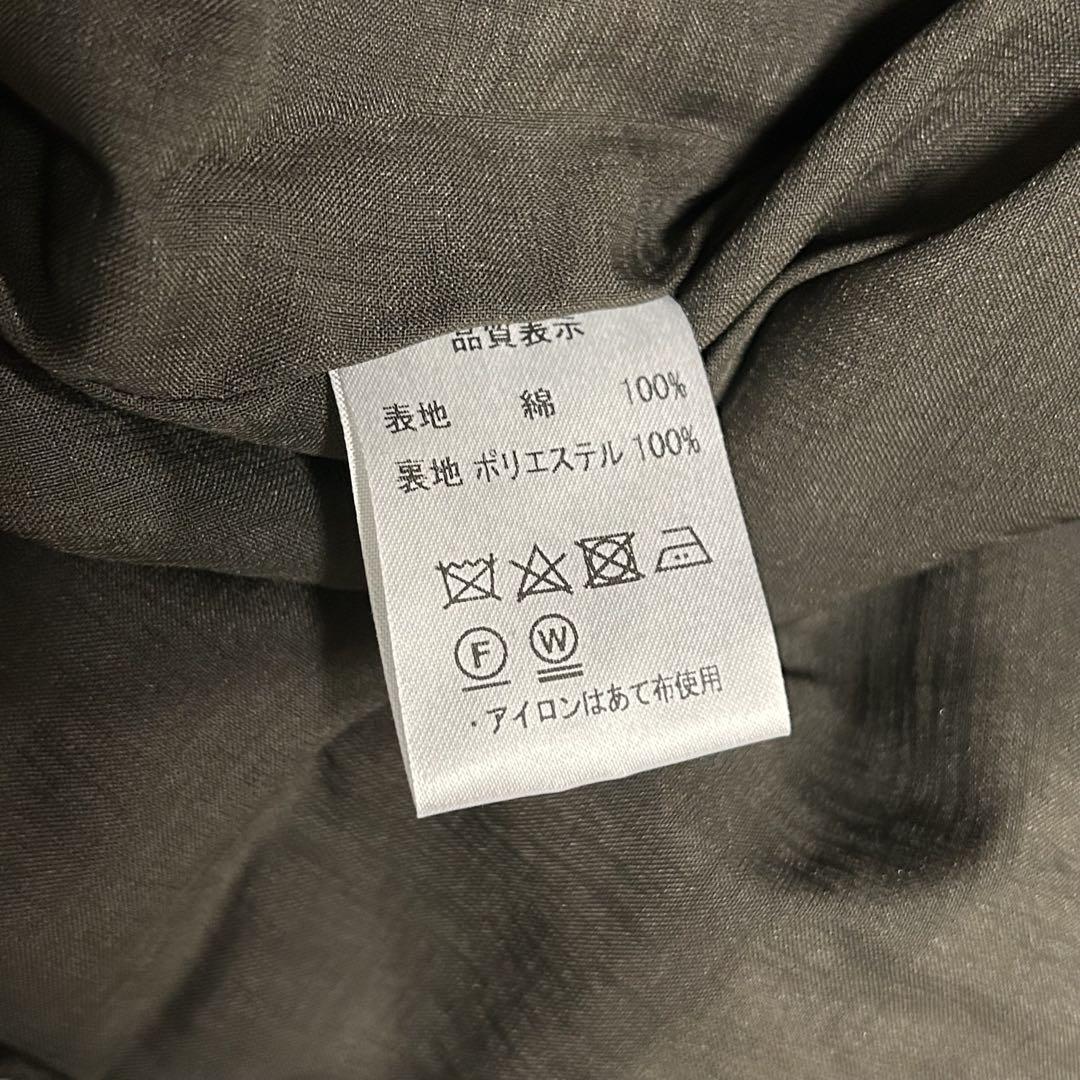 品質表示
表地 綿 100%
裏地 ポリエステル 100%
F W
・アイロンはあて布使用